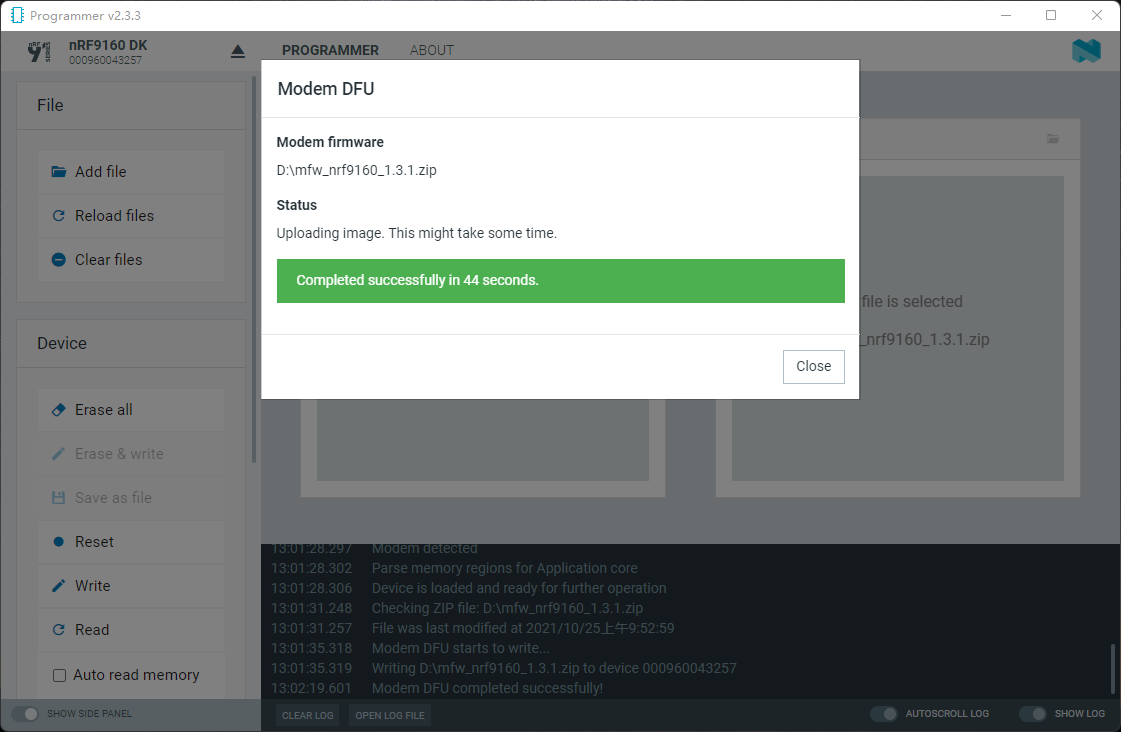 Programmer v2.3.3
nRF
91
SERIES
nRF9160 DK
000960043257
PROGRAMMER
ABOUT
File
Add file
Reload files
Clear files
Device
Erase all
Erase & write
Save as file
Reset
Write
Read
Auto read memory
SHOW SIDE PANEL
Modem DFU
Modem firmware
D:\mfw_nrf9160_1.3.1.zip
Status
Uploading image. This might take some time.
Completed successfully in 44 seconds.
Close
file is selected
_nrf9160_1.3.1.zip
13:01:28.297 Modem detected
13:01:28.302 Parse memory regions for Application core
13:01:28.306 Device is loaded and ready for further operation
13:01:31.248 Checking ZIP file: D:\mfw_nrf9160_1.3.1.zip
13:01:31.257 File was last modified at 2021/10/25上午9:52:59
13:01:35.318 Modem DFU starts to write...
13:01:35.319 Writing D:\mfw_nrf9160_1.3.1.zip to device 000960043257
13:02:19.601 Modem DFU completed successfully!
CLEAR LOG
OPEN LOG FILE
AUTOSCROLL LOG
SHOW LOG